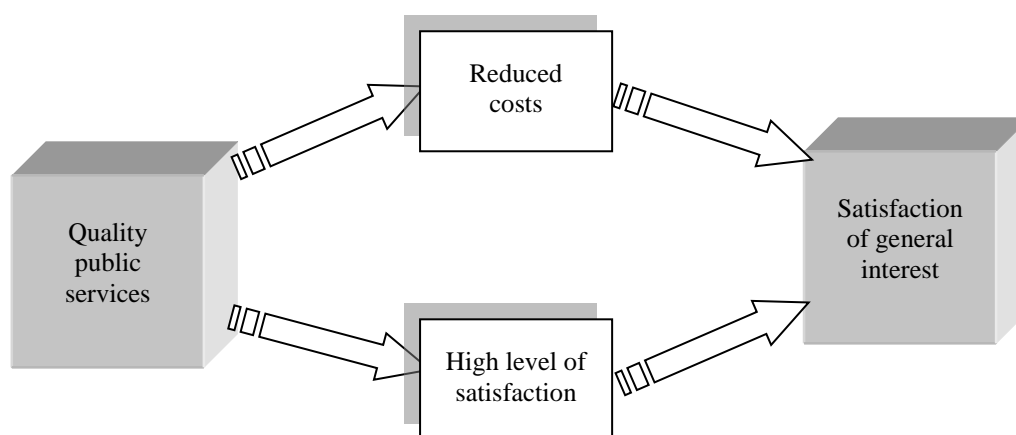 Reduced
costs
Quality
public
services
Satisfaction
of general
interest
High level of
satisfaction